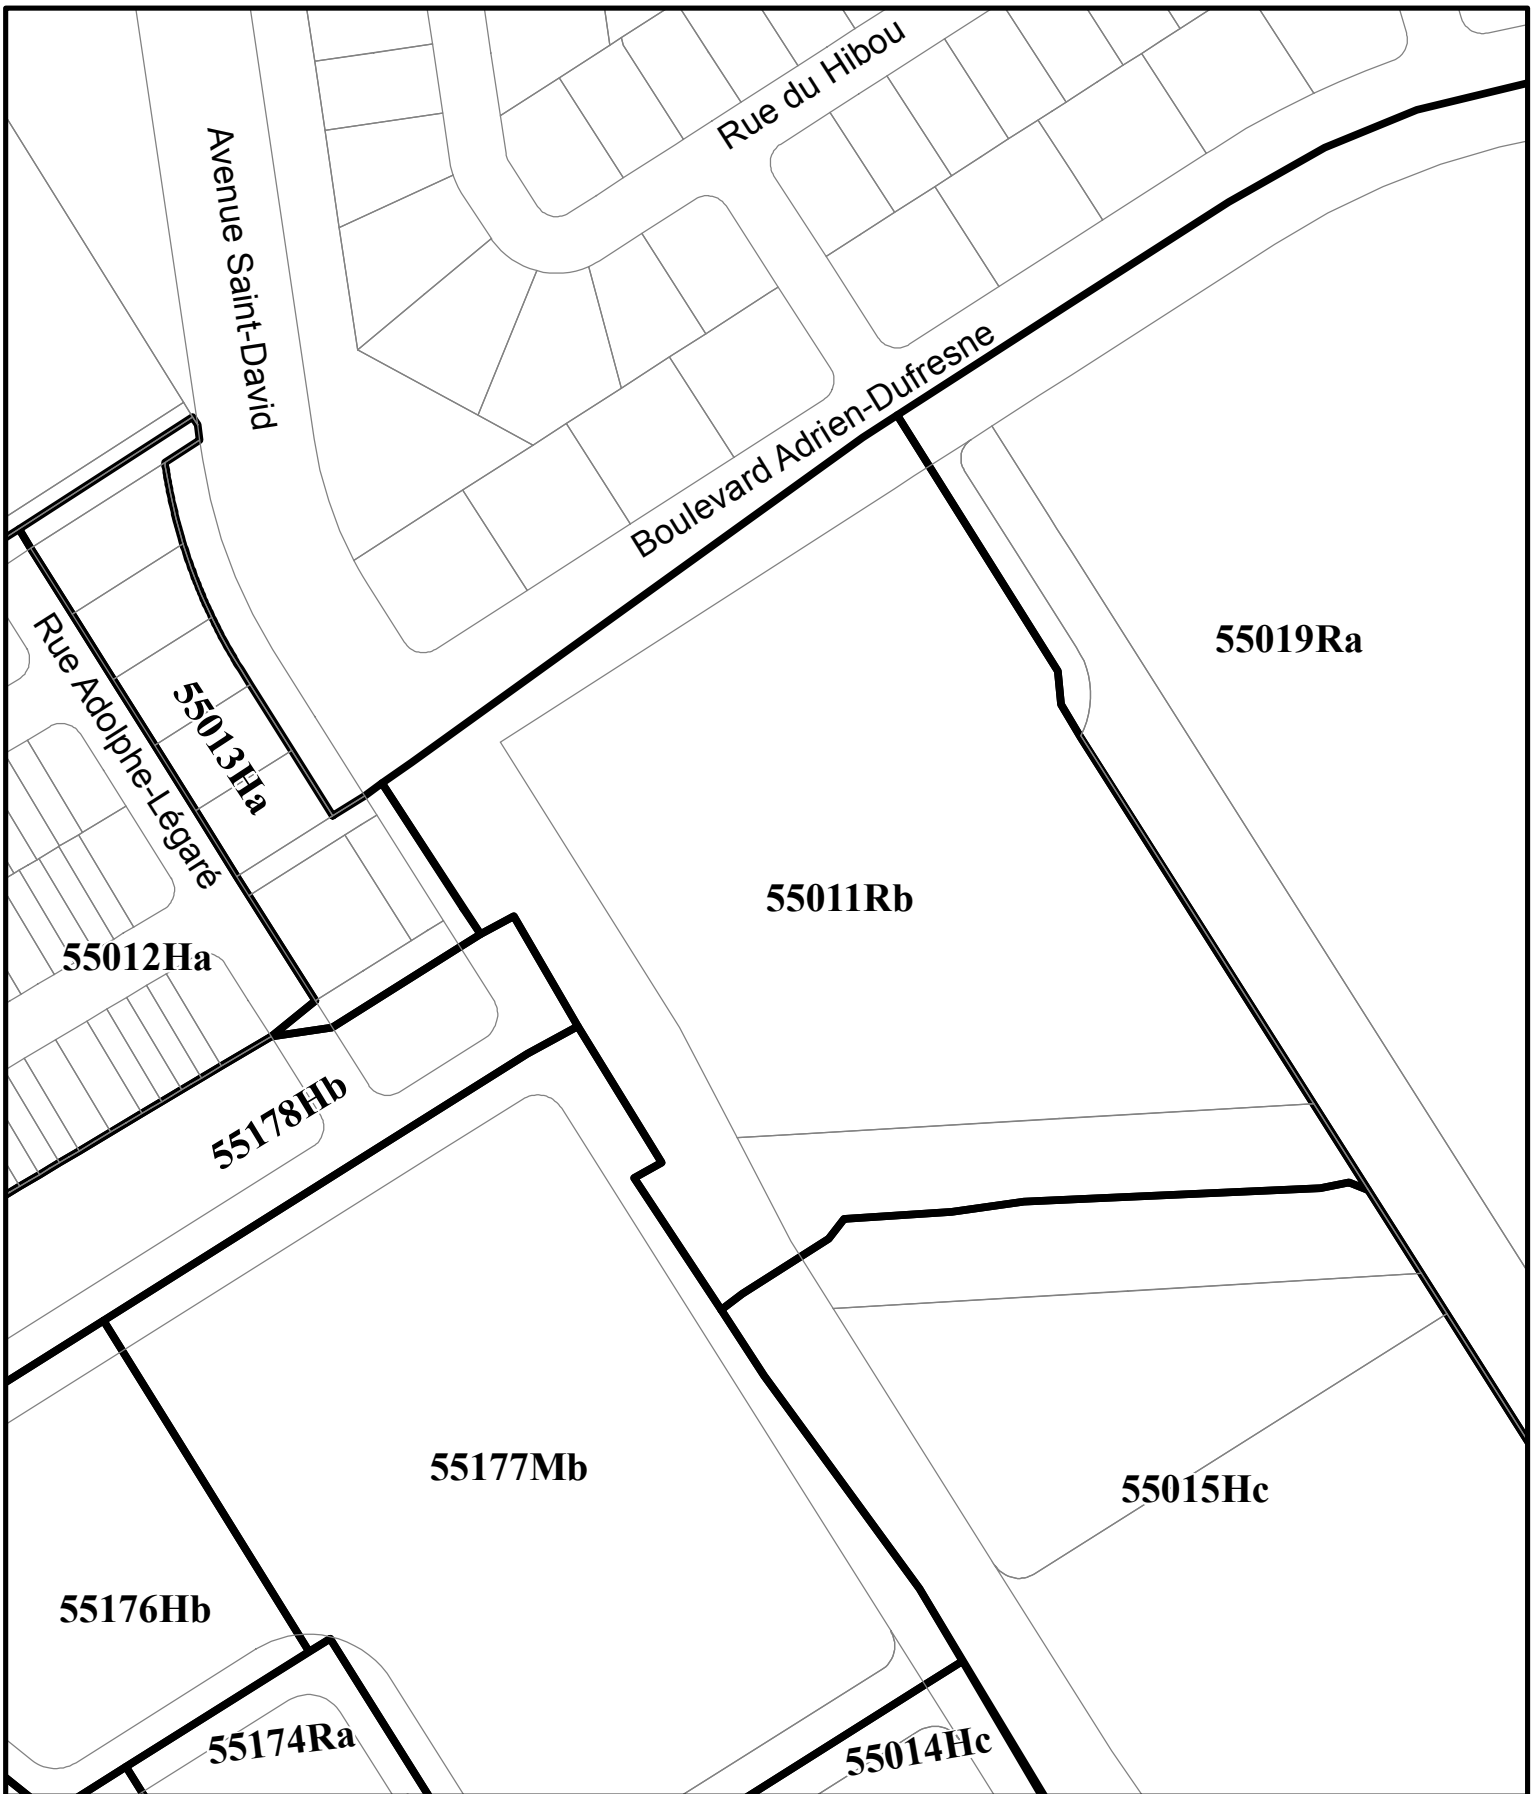 Rue du Hibou
Avenue Saint-David
Boulevard Adrien-Dufresne
Rue Adolphe-Légaré
55019Ra
55013Ha
55011Rb
55012Ha
55178Hb
55177Mb
55015Hc
55176Hb
55174Ra
55014Hc